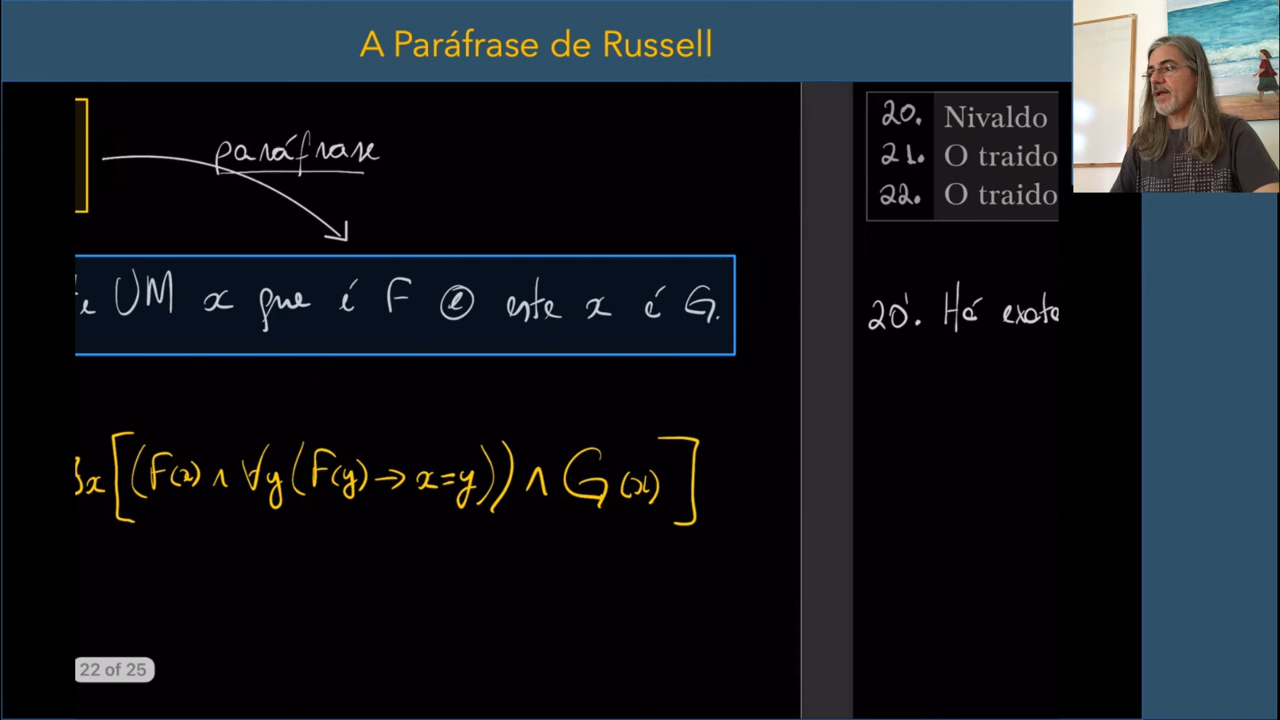 A Paráfrase de Russell
paráfrase
te UM x que é F e este x é G.
∃x[(F(x) ∧ ∀y(F(y) → x=y)) ∧ G(x)]
22 of 25
20. Nivaldo
21. O traido
22. O traido
20'. Há exata